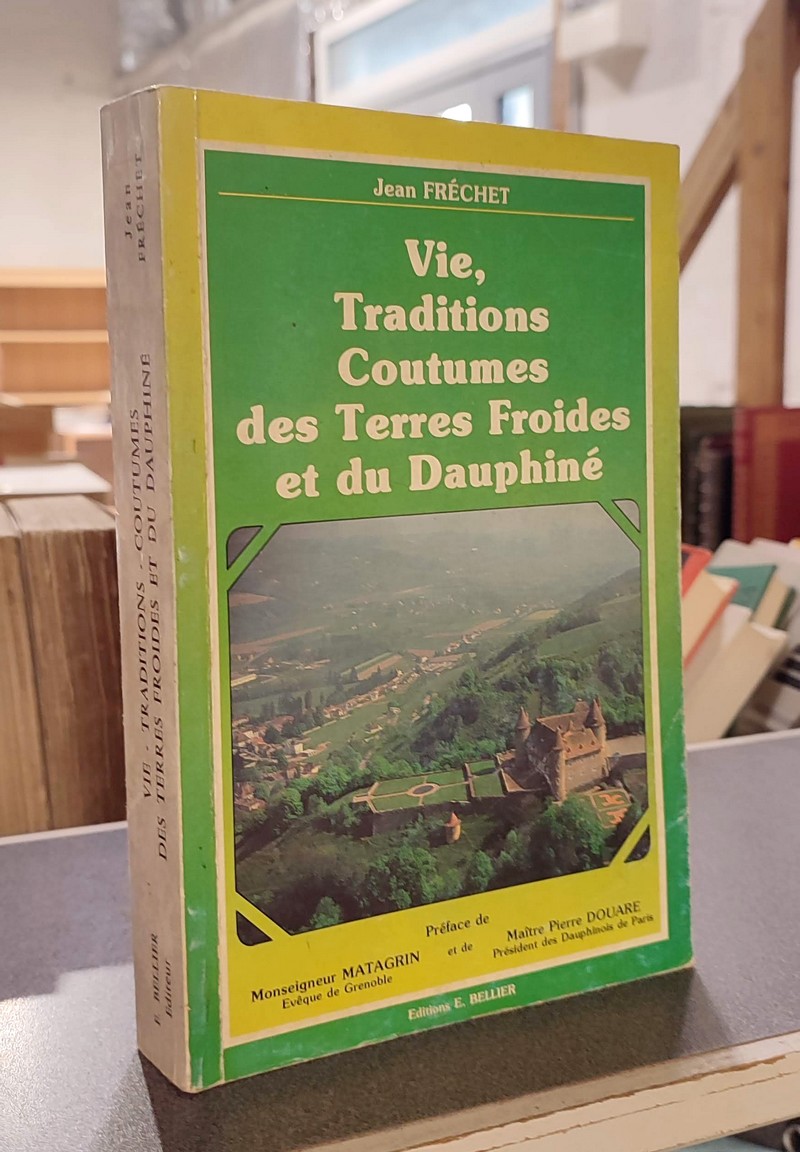 Jean FRÉCHET
Vie,
Traditions
Coutumes
des Terres Froides
et du Dauphiné
Préface de
Monseigneur MATAGRIN
Evêque de Grenoble
et de
Maître Pierre DOUARE
Président des Dauphinois de Paris
Editions E. BELLIER
Jean
FRÉCHET
VIE - TRADITIONS - COUTUMES
DES TERRES FROIDES ET DU DAUPHINÉ
E. BELLIER
Editeur